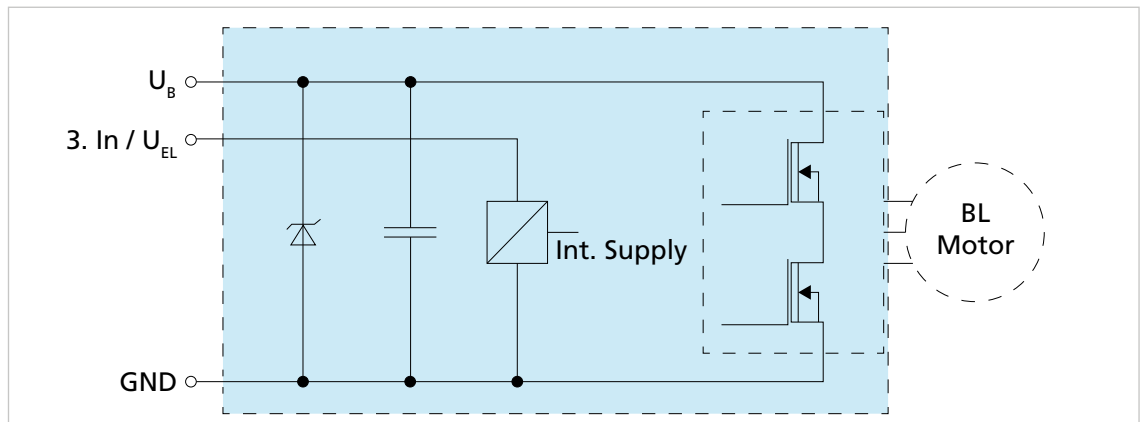 U_B
3. In / U_EL
Int. Supply
BL
Motor
GND